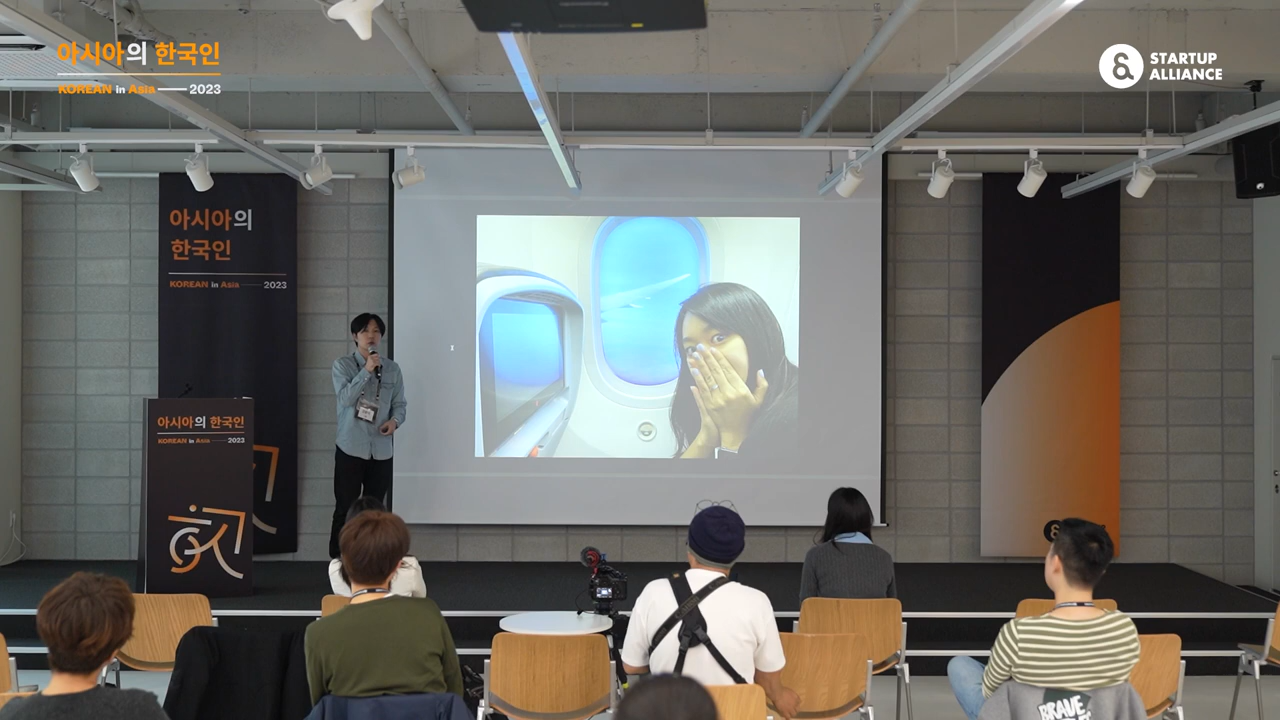 아시아의 한국인
KOREAN in Asia 2023
& STARTUP
ALLIANCE
아시아의
한국인
KOREAN in Asia 2023
아시아의 한국인
KOREAN in Asia 2023
BRAVE